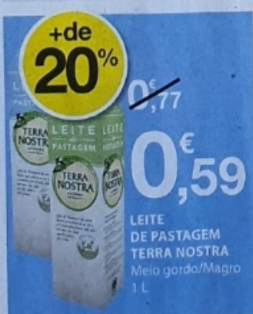 +de
20%
0,77
€
0,59
€
LEITE
DE PASTAGEM
TERRA NOSTRA
Meio gordo/Magro
1 L
LEITE
PASTAGEM
TERRA
NOSTRA
TERRA
NOSTRA